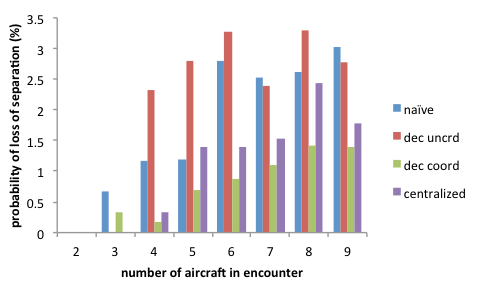 3.5
3
2.5
2
1.5
1
0.5
0
probability of loss of separation (%)
2 3 4 5 6 7 8 9
number of aircraft in encounter
naïve
dec uncrd
dec coord
centralized